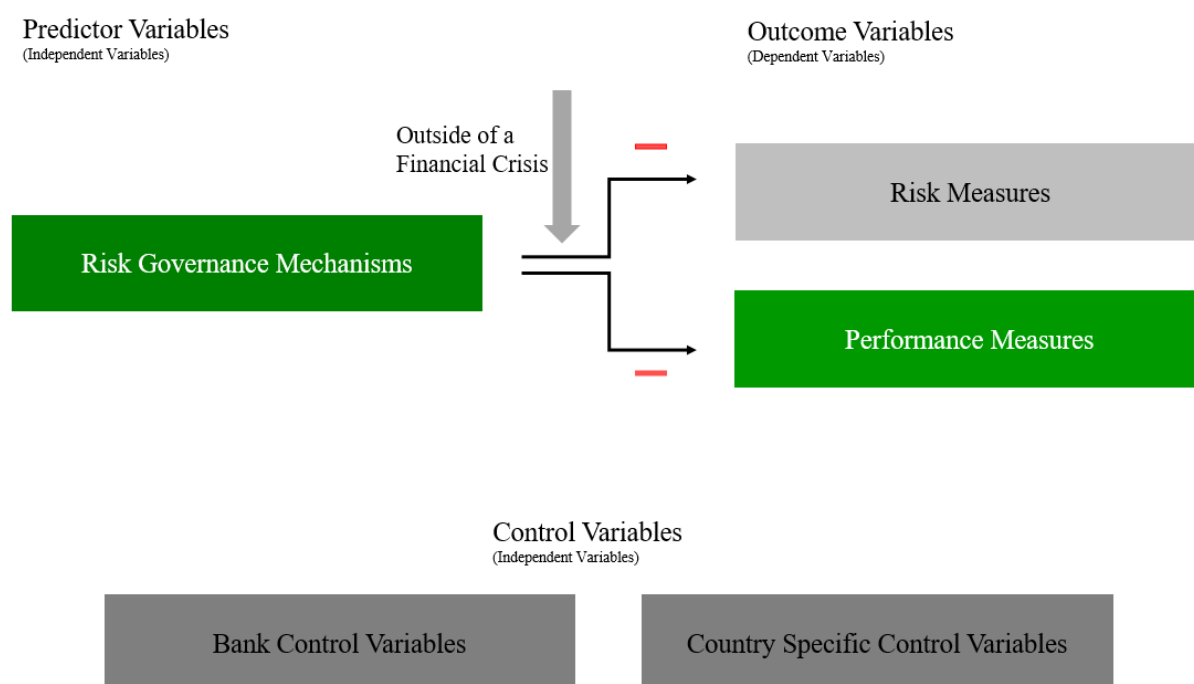 Predictor Variables
(Independent Variables)
Outcome Variables
(Dependent Variables)
Outside of a
Financial Crisis
Risk Measures
Risk Governance Mechanisms
Performance Measures
Control Variables
(Independent Variables)
Bank Control Variables
Country Specific Control Variables